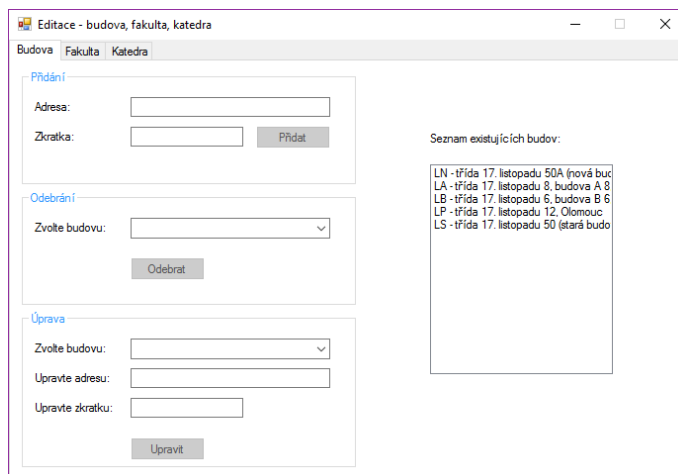 Editace - budova, fakulta, katedra
Budova Fakulta Katedra
Přidání
Adresa:
Zkratka:
Přidat
Odebrání
Zvolte budovu:
Odebrat
Úprava
Zvolte budovu:
Upravte adresu:
Upravte zkratku:
Upravit
Seznam existujících budov:
LN - třída 17. listopadu 50A (nová bud
LA - třída 17. listopadu 8, budova A 8
LB - třída 17. listopadu 6, budova B 6
LP - třída 17. listopadu 12, Olomouc
LS - třída 17. listopadu 50 (stará budo